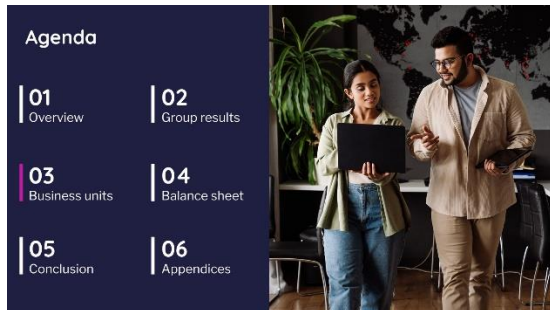 Agenda
01
Overview
02
Group results
03
Business units
04
Balance sheet
05
Conclusion
06
Appendices